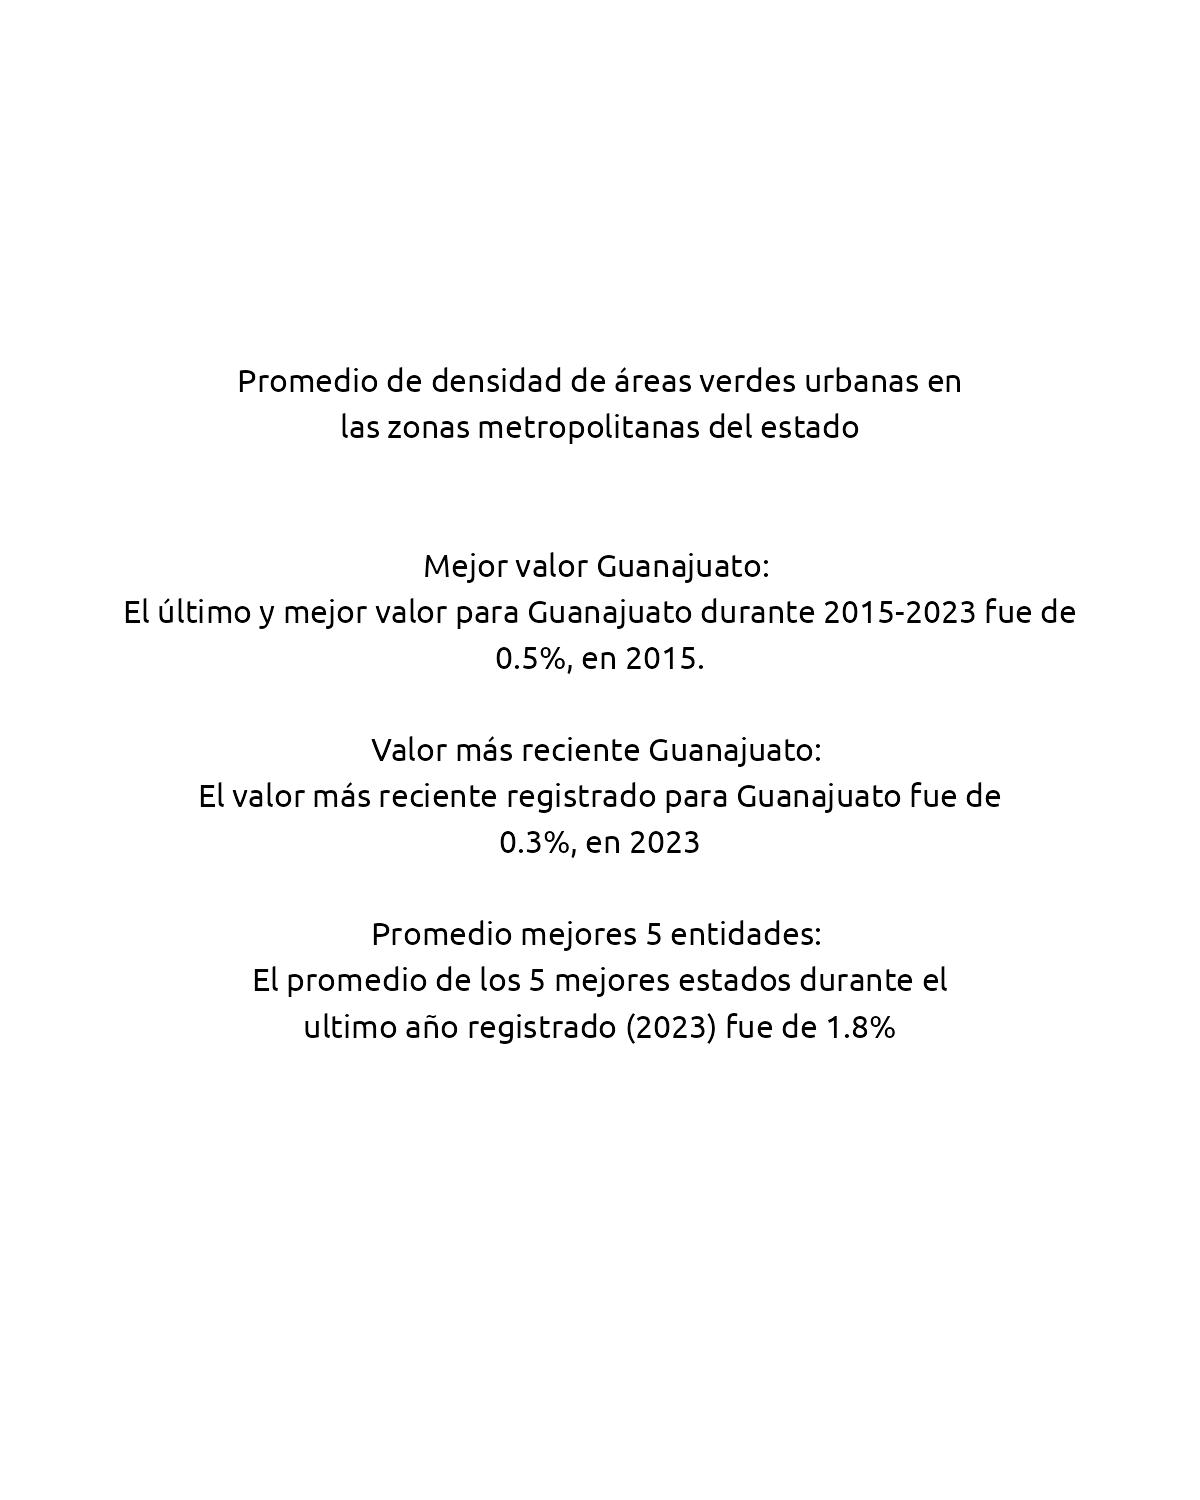 Promedio de densidad de áreas verdes urbanas en
las zonas metropolitanas del estado
Mejor valor Guanajuato:
El último y mejor valor para Guanajuato durante 2015-2023 fue de
0.5%, en 2015.
Valor más reciente Guanajuato:
El valor más reciente registrado para Guanajuato fue de
0.3%, en 2023
Promedio mejores 5 entidades:
El promedio de los 5 mejores estados durante el
ultimo año registrado (2023) fue de 1.8%